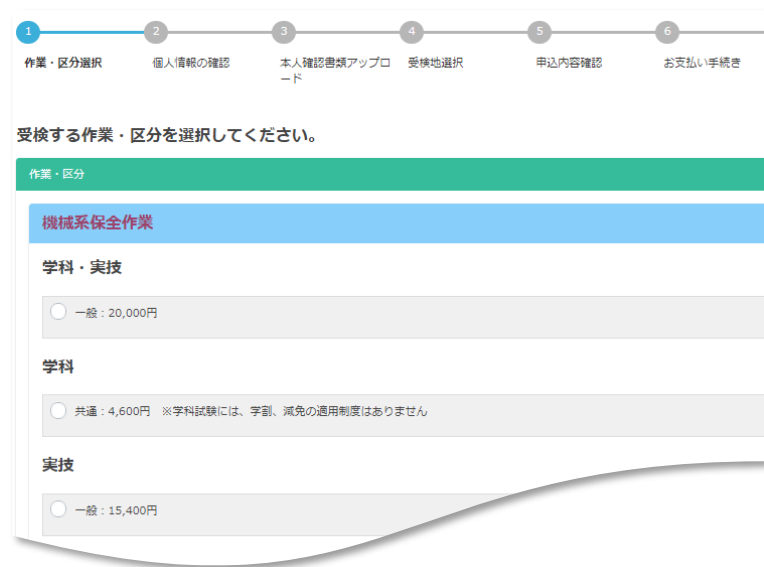 1 2 3 4 5 6
作業・区分選択 個人情報の確認 本人確認書類アップロ 受検地選択 申込内容確認 お支払い手続き
ード
受検する作業・区分を選択してください。
作業・区分
機械系保全作業
学科・実技
一般：20,000円
学科
共通：4,600円　※学科試験には、学割、減免の適用制度はありません
実技
一般：15,400円